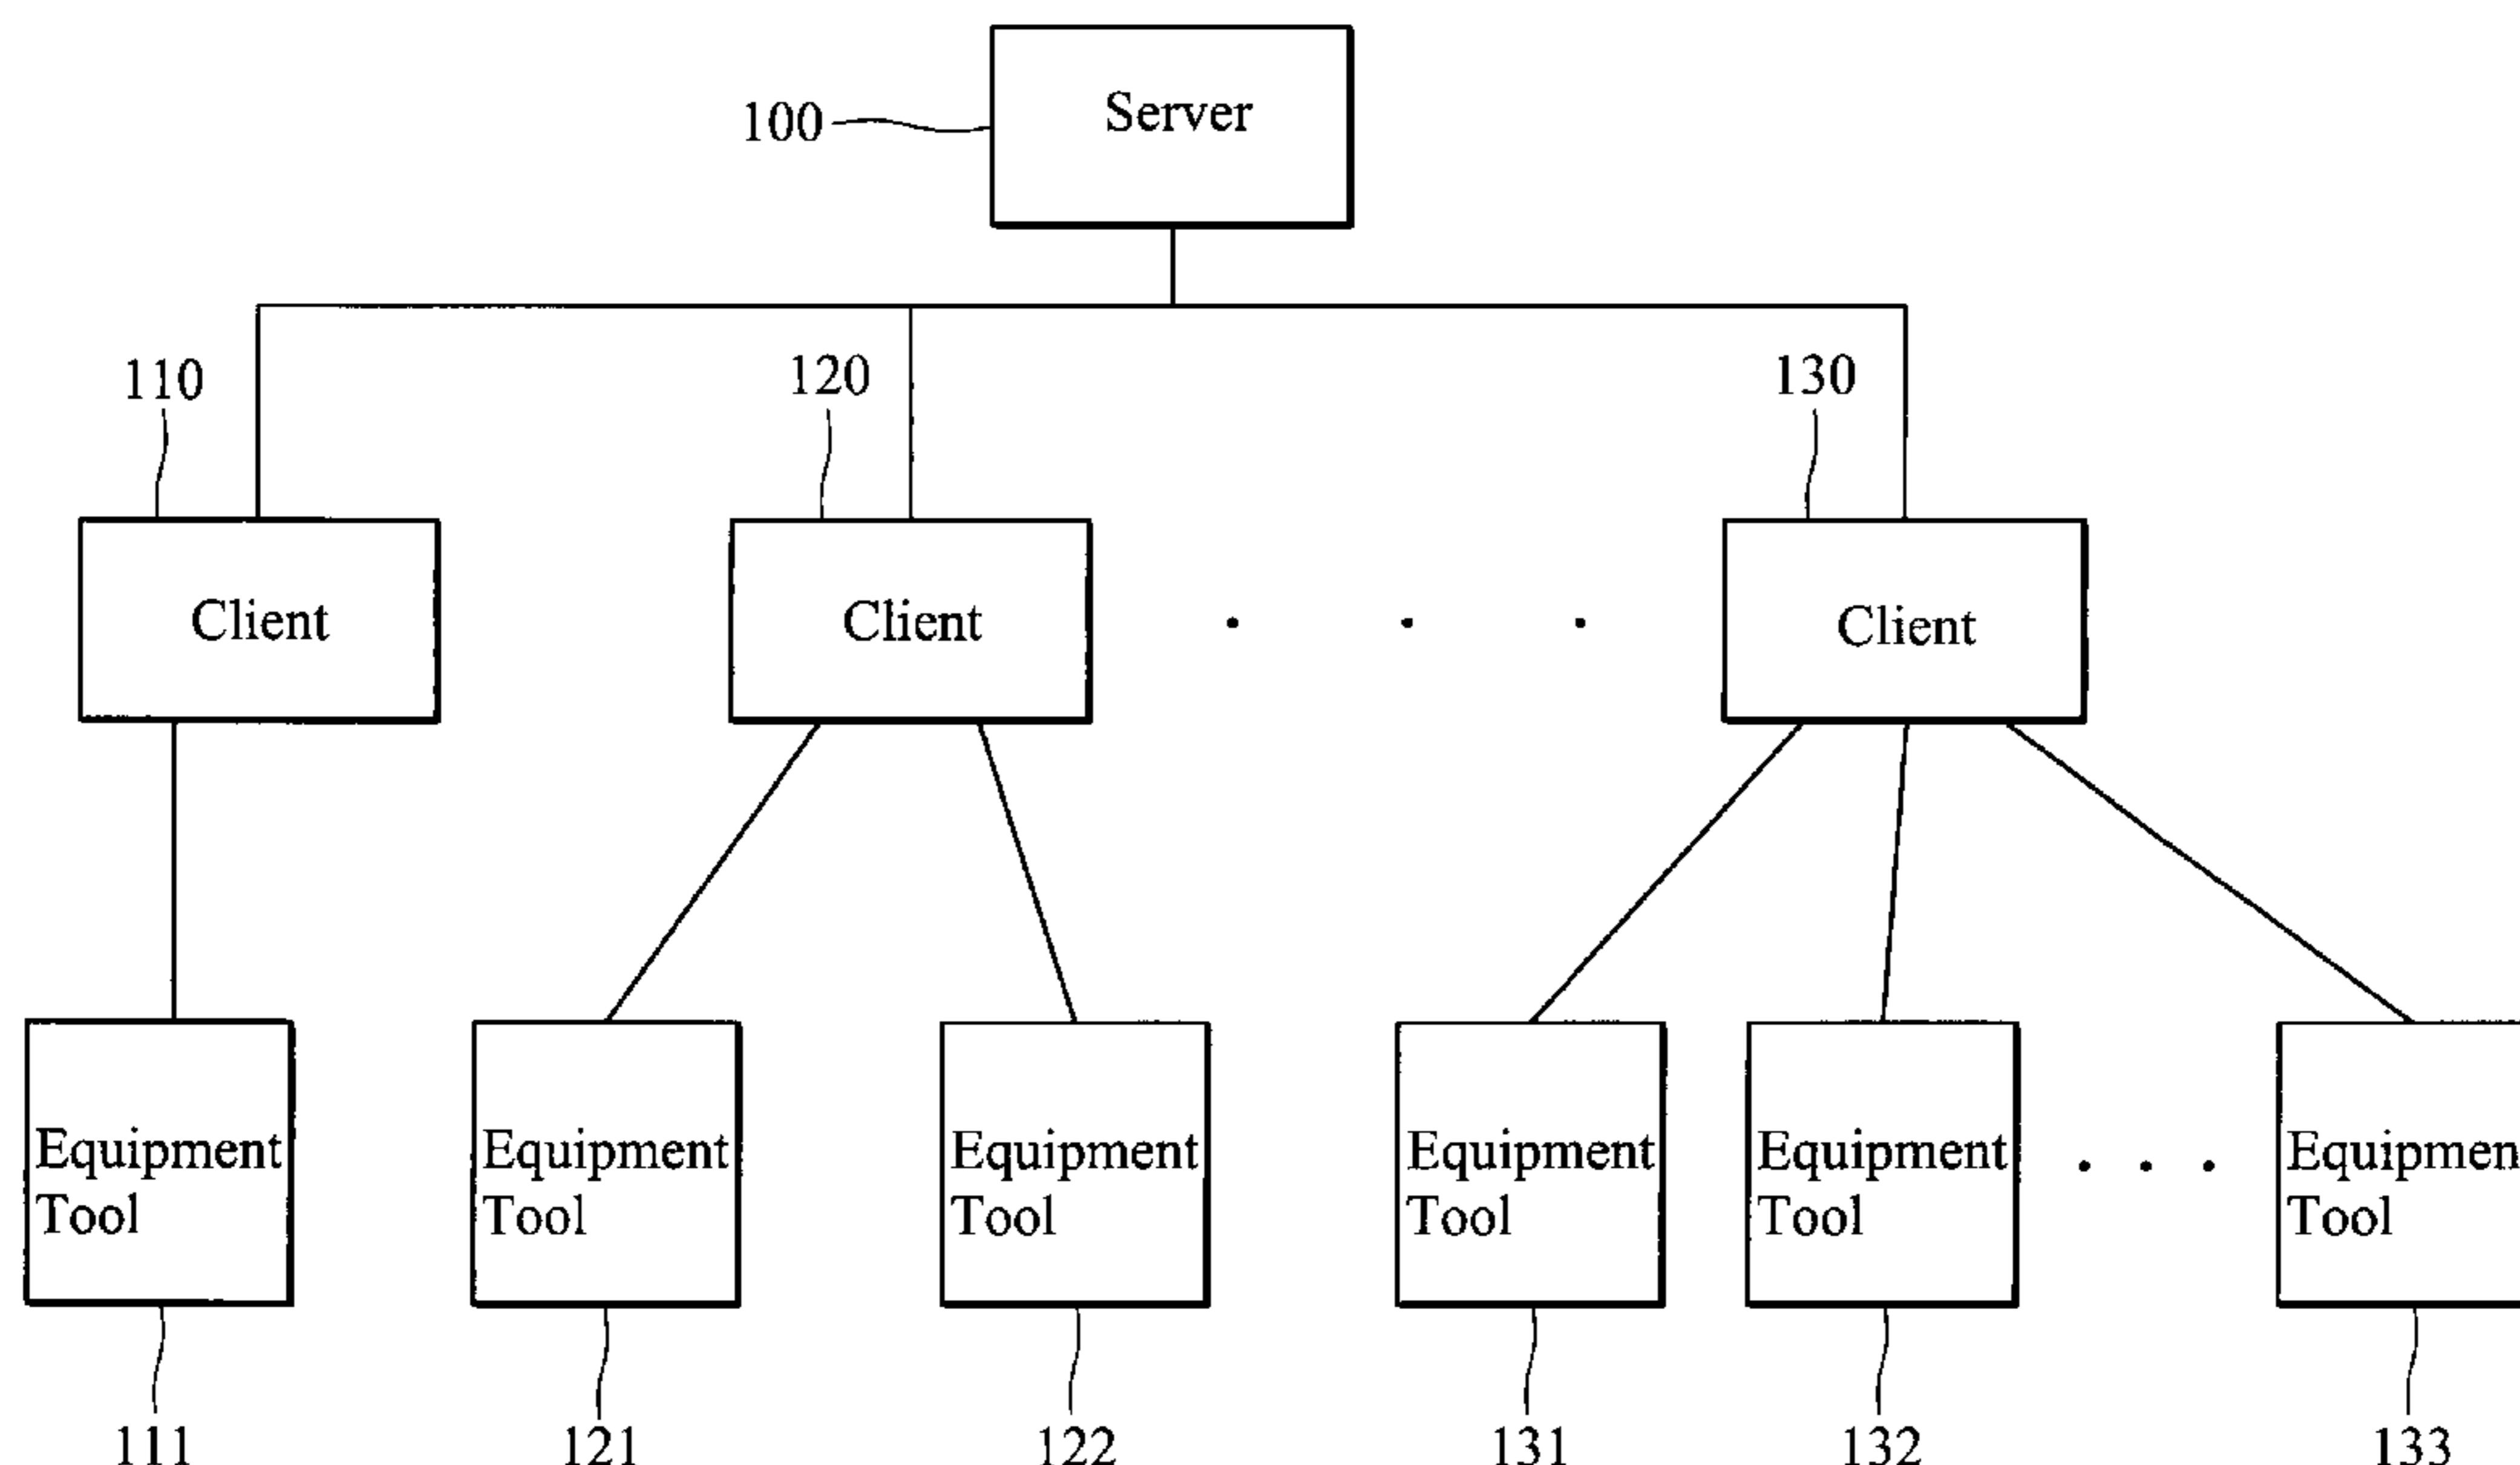 Server
100
110
120
130
Client
Client
Client
Equipment
Tool
Equipment
Tool
Equipment
Tool
Equipment
Tool
Equipment
Tool
Equipmen
Tool
111
121
122
131
132
133